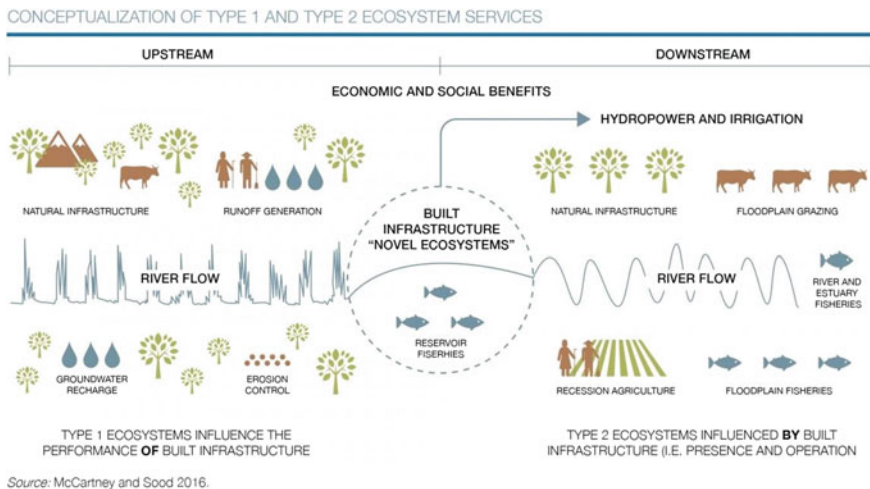 CONCEPTUALIZATION OF TYPE 1 AND TYPE 2 ECOSYSTEM SERVICES
UPSTREAM
DOWNSTREAM
ECONOMIC AND SOCIAL BENEFITS
HYDROPOWER AND IRRIGATION
NATURAL INFRASTRUCTURE
RUNOFF GENERATION
BUILT
INFRASTRUCTURE
“NOVEL ECOSYSTEMS”
NATURAL INFRASTRUCTURE
FLOODPLAIN GRAZING
RIVER FLOW
RIVER FLOW
RIVER AND
ESTUARY
FISHERIES
RESERVOIR
FISERHIES
GROUNDWATER
RECHARGE
EROSION
CONTROL
RECESSION AGRICULTURE
FLOODPLAIN FISHERIES
TYPE 1 ECOSYSTEMS INFLUENCE THE
PERFORMANCE OF BUILT INFRASTRUCTURE
TYPE 2 ECOSYSTEMS INFLUENCED BY BUILT
INFRASTRUCTURE (I.E. PRESENCE AND OPERATION
Source: McCartney and Sood 2016.